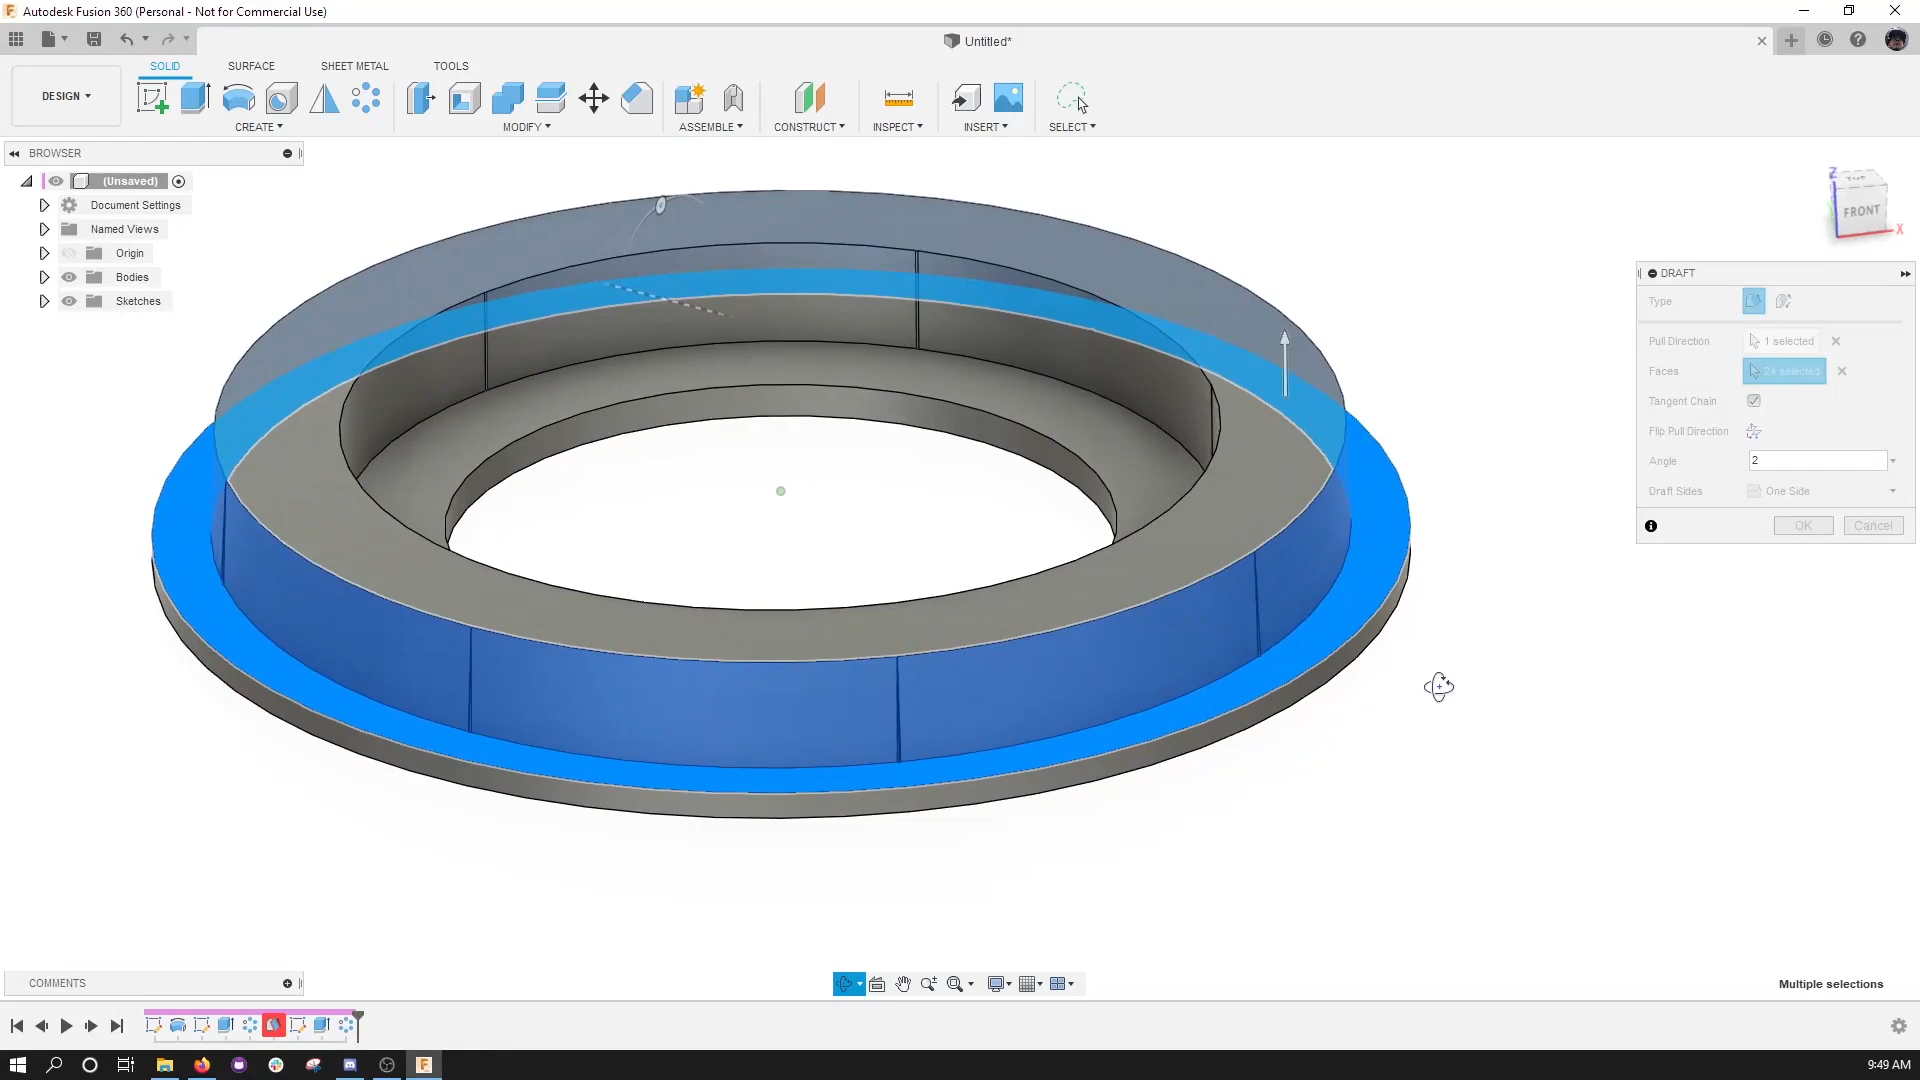 Autodesk Fusion 360 (Personal - Not for Commercial Use)
Untitled*
DESIGN
SOLID
SURFACE
SHEET METAL
TOOLS
CREATE
MODIFY
ASSEMBLE
CONSTRUCT
INSPECT
INSERT
SELECT
BROWSER
(Unsaved)
Document Settings
Named Views
Origin
Bodies
Sketches
Z
TOP
FRONT
X
DRAFT
Type
Pull Direction
1 selected
Faces
24 selected
Tangent Chain
Flip Pull Direction
Angle
2
Draft Sides
One Side
OK
Cancel
COMMENTS
Multiple selections
9:49 AM